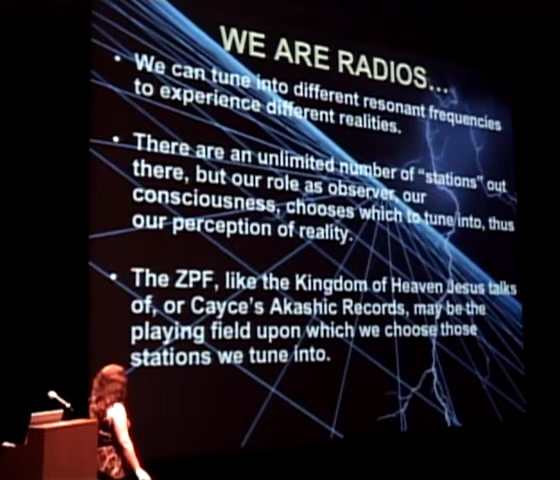 WE ARE RADIOS...
• We can tune into different resonant frequencies
to experience different realities.
• There are an unlimited number of "stations" out
there, but our role as observer, our
consciousness, chooses which to tune into, thus
our perception of reality.
• The ZPF, like the Kingdom of Heaven Jesus talks
of, or Cayce's Akashic Records, may be the
playing field upon which we choose those
stations we tune into.